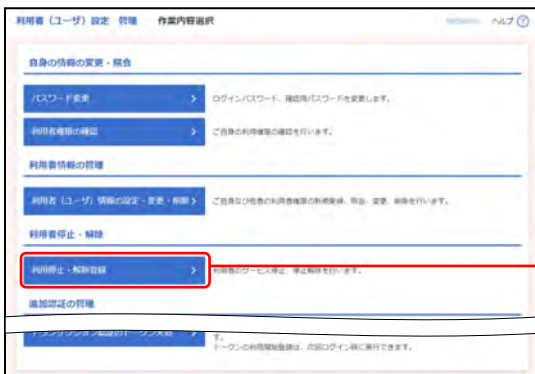 利用者（ユーザ）設定 管理 作業内容選択
ヘルプ ?
自身の情報の変更・照会
パスワード変更
ログインパスワード、確認用パスワードを変更します。
利用者権限の確認
ご自身の利用権限の確認を行います。
利用者情報の管理
利用者（ユーザ）情報の設定・変更・削除
ご自身及び他者の利用者権限の新規登録、照会、変更、削除を行います。
利用者停止・解除
利用停止・解除登録
利用者のサービス停止、停止解除を行います。
追加認証の管理
す。
トークンの利用開始登録は、次回ログイン時に実行できます。